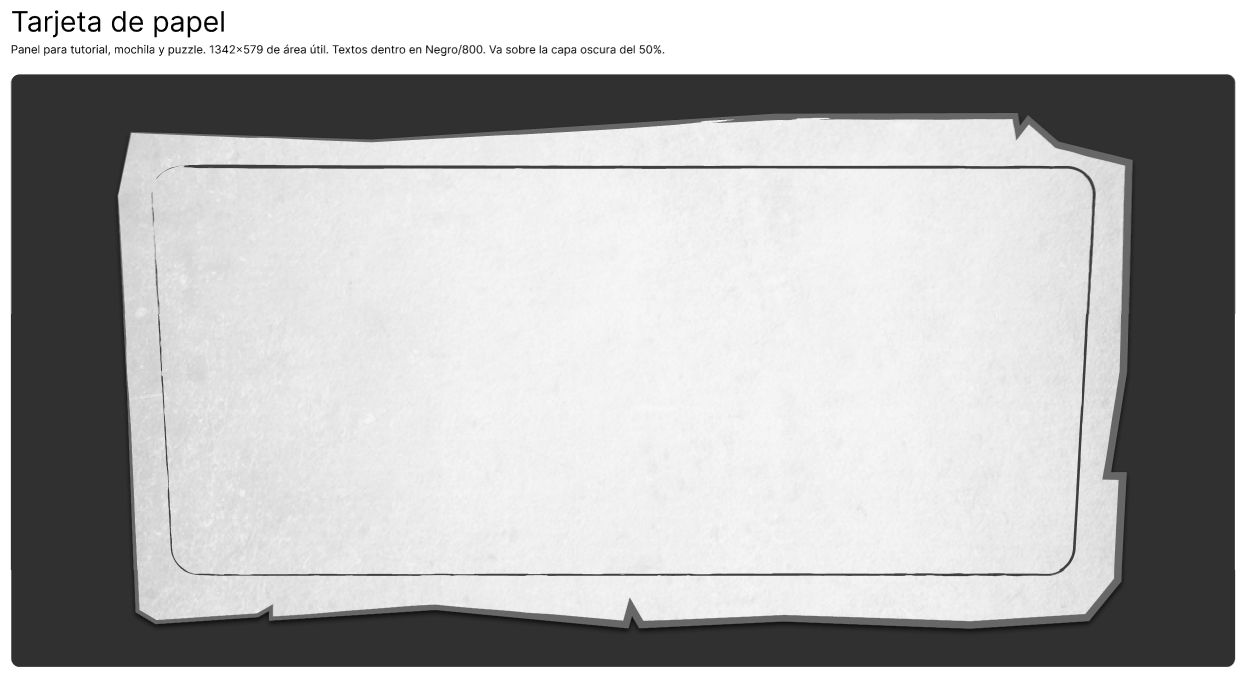 Tarjeta de papel
Panel para tutorial, mochila y puzzle. 1342×579 de área útil. Textos dentro en Negro/800. Va sobre la capa oscura del 50%.